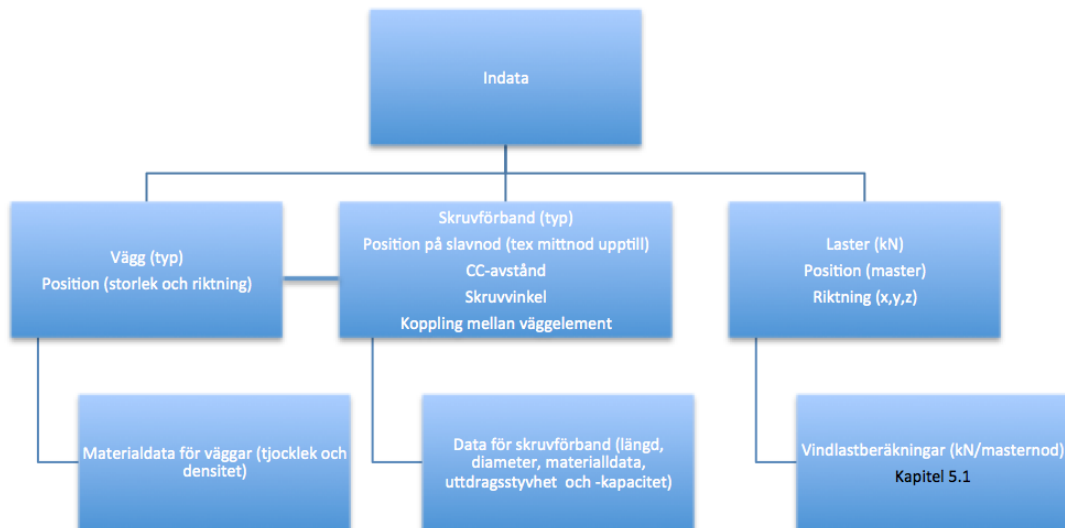 Indata
Vägg (typ)
Position (storlek och riktning)
Skruvförband (typ)
Position på slavnod (tex mittnod upptill)
CC-avstånd
Skruvvinkel
Koppling mellan väggelement
Laster (kN)
Position (master)
Riktning (x,y,z)
Materialdata för väggar (tjocklek och
densitet)
Data för skruvförband (längd,
diameter, materialldata,
uttdragsstyvhet och -kapacitet)
Vindlastberäkningar (kN/masternod)
Kapitel 5.1